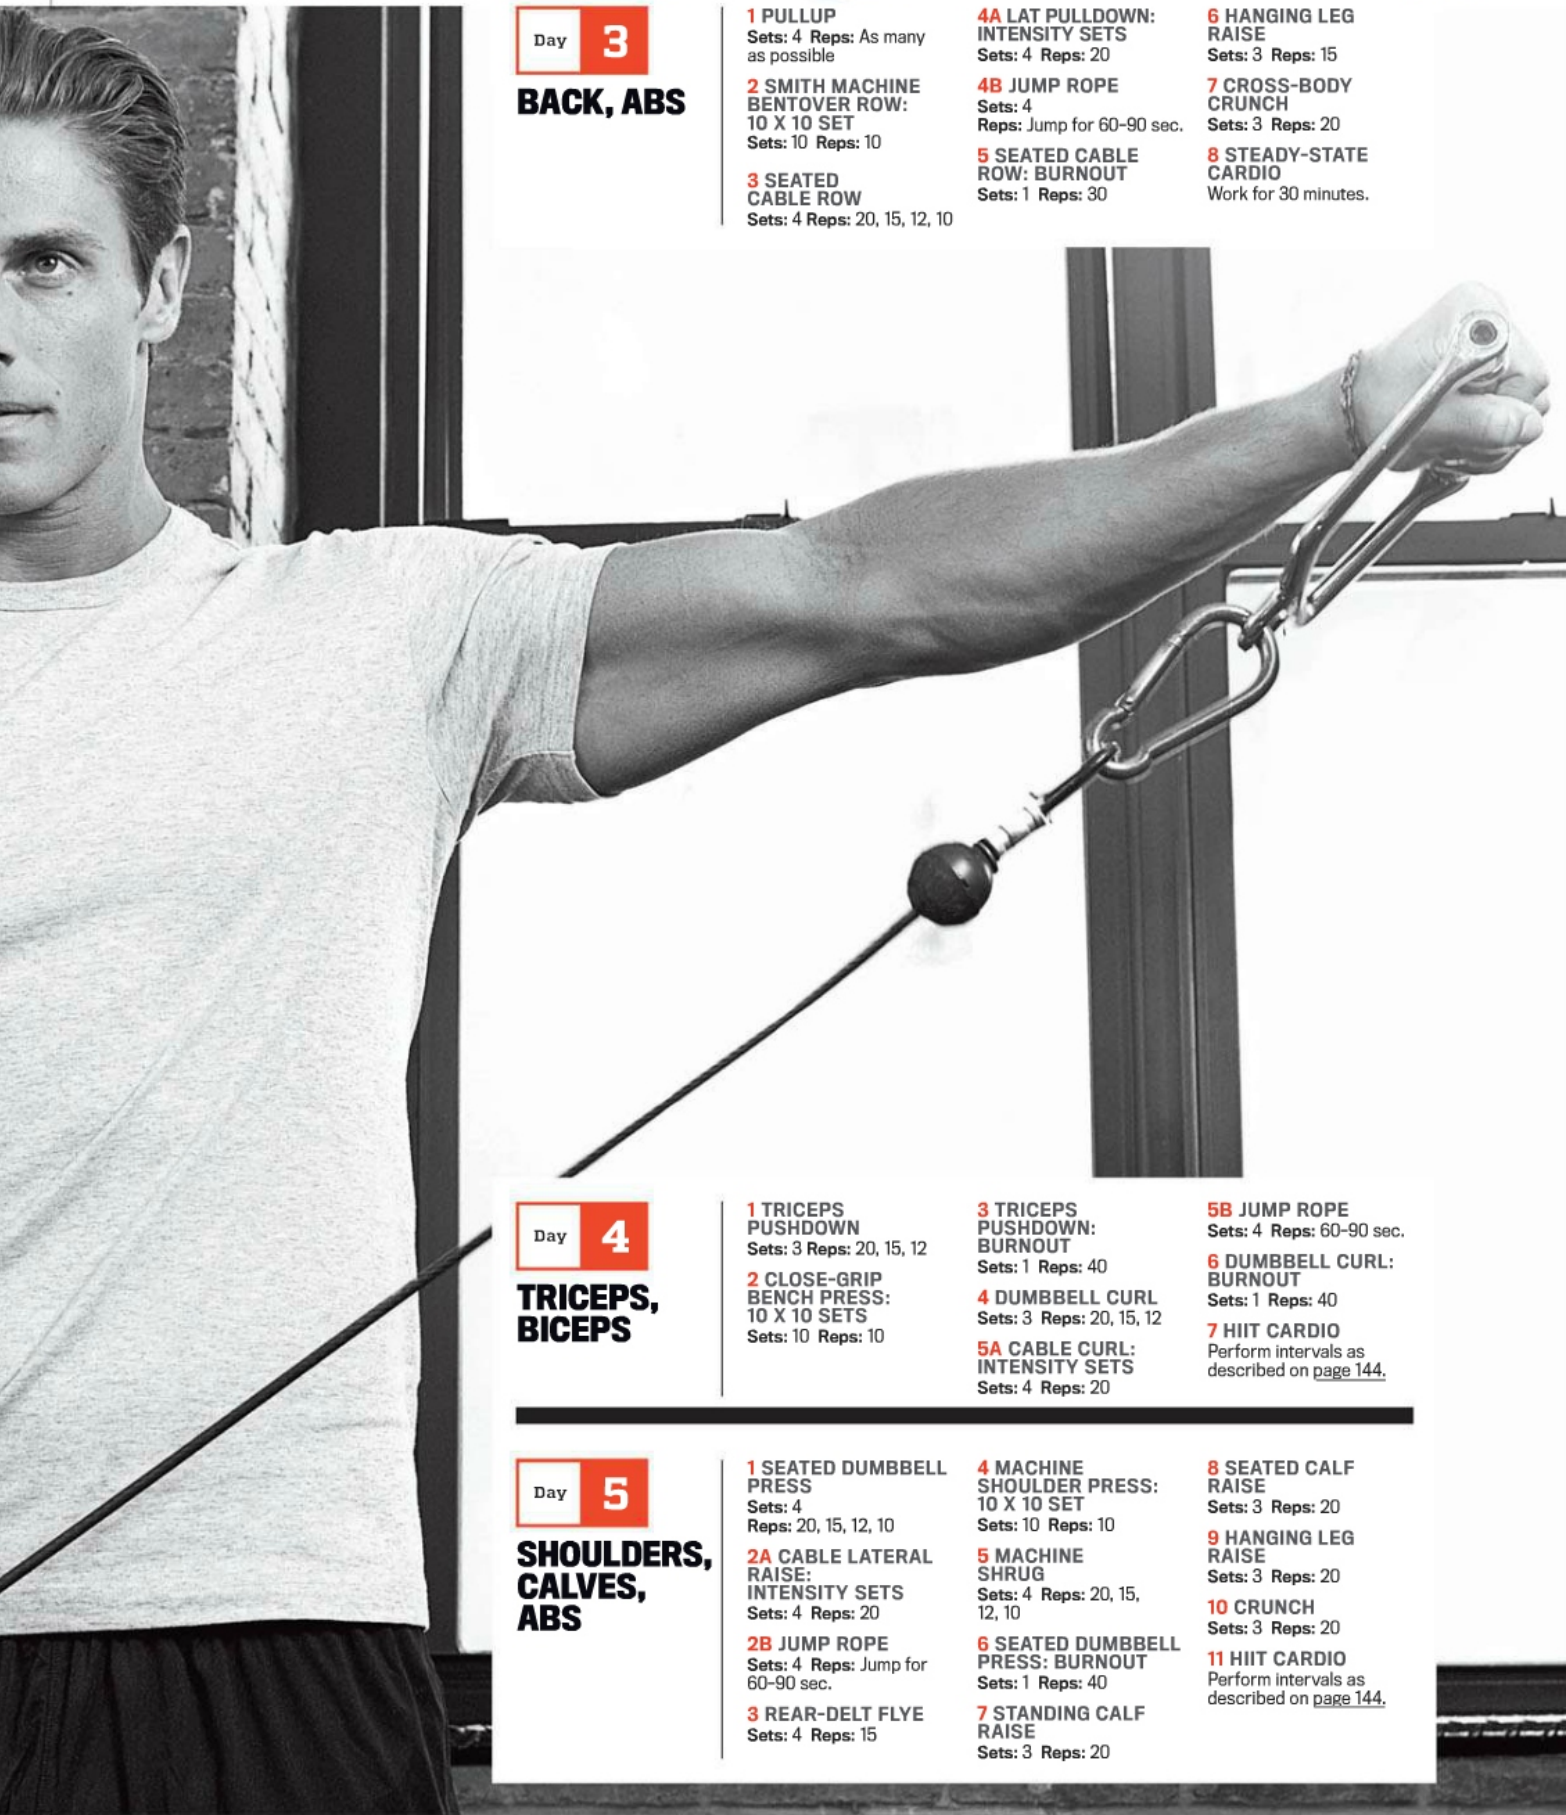 Day 3
BACK, ABS
1 PULLUP
Sets: 4 Reps: As many
as possible
2 SMITH MACHINE
BENTOVER ROW:
10 X 10 SET
Sets: 10 Reps: 10
3 SEATED
CABLE ROW
Sets: 4 Reps: 20, 15, 12, 10
4A LAT PULLDOWN:
INTENSITY SETS
Sets: 4 Reps: 20
4B JUMP ROPE
Sets: 4
Reps: Jump for 60-90 sec.
5 SEATED CABLE
ROW: BURNOUT
Sets: 1 Reps: 30
6 HANGING LEG
RAISE
Sets: 3 Reps: 15
7 CROSS-BODY
CRUNCH
Sets: 3 Reps: 20
8 STEADY-STATE
CARDIO
Work for 30 minutes.
Day 4
TRICEPS,
BICEPS
1 TRICEPS
PUSHDOWN
Sets: 3 Reps: 20, 15, 12
2 CLOSE-GRIP
BENCH PRESS:
10 X 10 SETS
Sets: 10 Reps: 10
3 TRICEPS
PUSHDOWN:
BURNOUT
Sets: 1 Reps: 40
4 DUMBBELL CURL
Sets: 3 Reps: 20, 15, 12
5A CABLE CURL:
INTENSITY SETS
Sets: 4 Reps: 20
5B JUMP ROPE
Sets: 4 Reps: 60-90 sec.
6 DUMBBELL CURL:
BURNOUT
Sets: 1 Reps: 40
7 HIIT CARDIO
Perform intervals as
described on page 144.
Day 5
SHOULDERS,
CALVES,
ABS
1 SEATED DUMBBELL
PRESS
Sets: 4
Reps: 20, 15, 12, 10
2A CABLE LATERAL
RAISE:
INTENSITY SETS
Sets: 4 Reps: 20
2B JUMP ROPE
Sets: 4 Reps: Jump for
60-90 sec.
3 REAR-DELT FLYE
Sets: 4 Reps: 15
4 MACHINE
SHOULDER PRESS:
10 X 10 SET
Sets: 10 Reps: 10
5 MACHINE
SHRUG
Sets: 4 Reps: 20, 15,
12, 10
6 SEATED DUMBBELL
PRESS: BURNOUT
Sets: 1 Reps: 40
7 STANDING CALF
RAISE
Sets: 3 Reps: 20
8 SEATED CALF
RAISE
Sets: 3 Reps: 20
9 HANGING LEG
RAISE
Sets: 3 Reps: 20
10 CRUNCH
Sets: 3 Reps: 20
11 HIIT CARDIO
Perform intervals as
described on page 144.